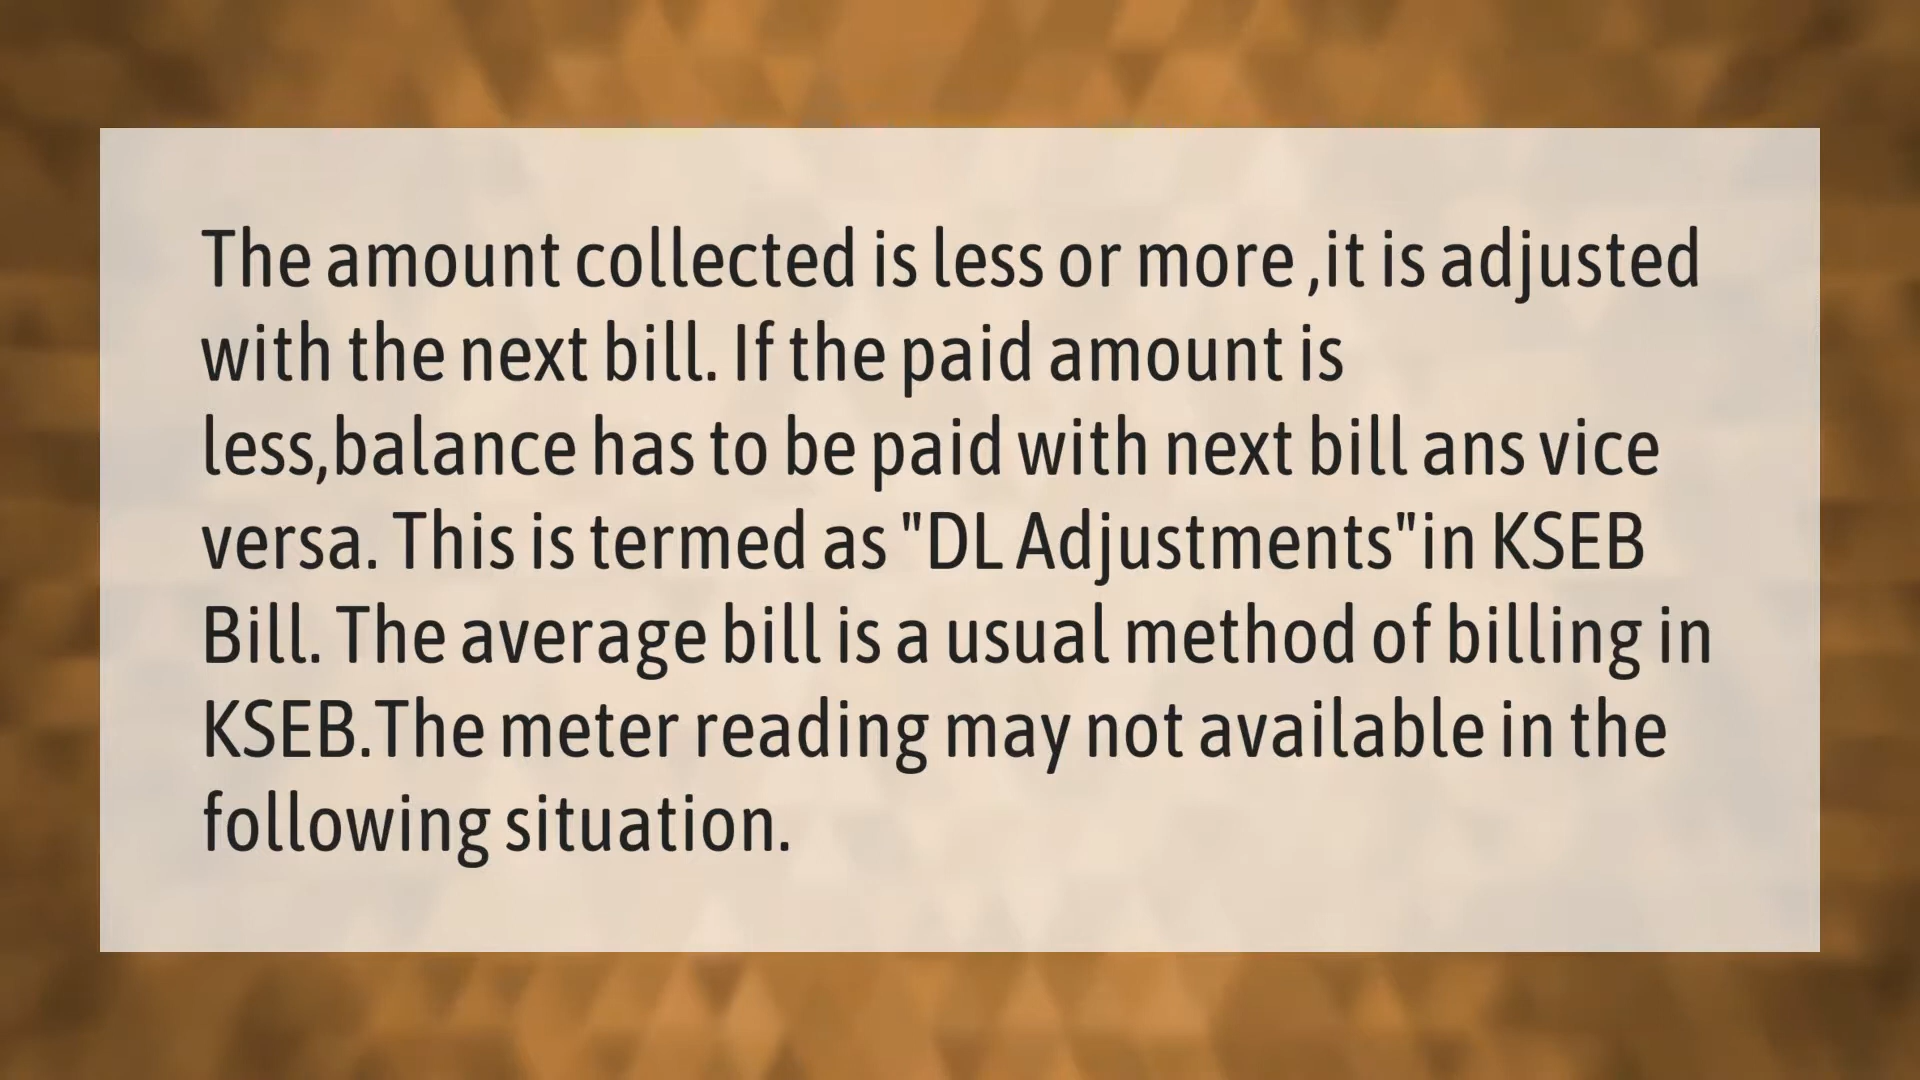 The amount collected is less or more ,it is adjusted
with the next bill. If the paid amount is
less,balance has to be paid with next bill ans vice
versa. This is termed as "DL Adjustments"in KSEB
Bill. The average bill is a usual method of billing in
KSEB.The meter reading may not available in the
following situation.